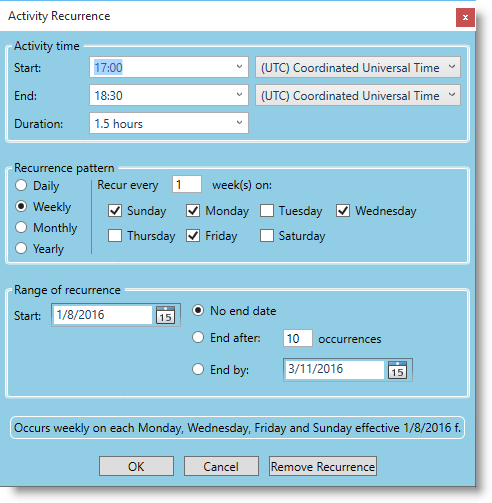 Activity Recurrence x
Activity time
Start: 17:00 (UTC) Coordinated Universal Time
End: 18:30 (UTC) Coordinated Universal Time
Duration: 1.5 hours
Recurrence pattern
Daily Recur every 1 week(s) on:
Weekly Sunday Monday Tuesday Wednesday
Monthly Thursday Friday Saturday
Yearly
Range of recurrence
Start: 1/8/2016 15 No end date
End after: 10 occurrences
End by: 3/11/2016 15
Occurs weekly on each Monday, Wednesday, Friday and Sunday effective 1/8/2016 f.
OK Cancel Remove Recurrence